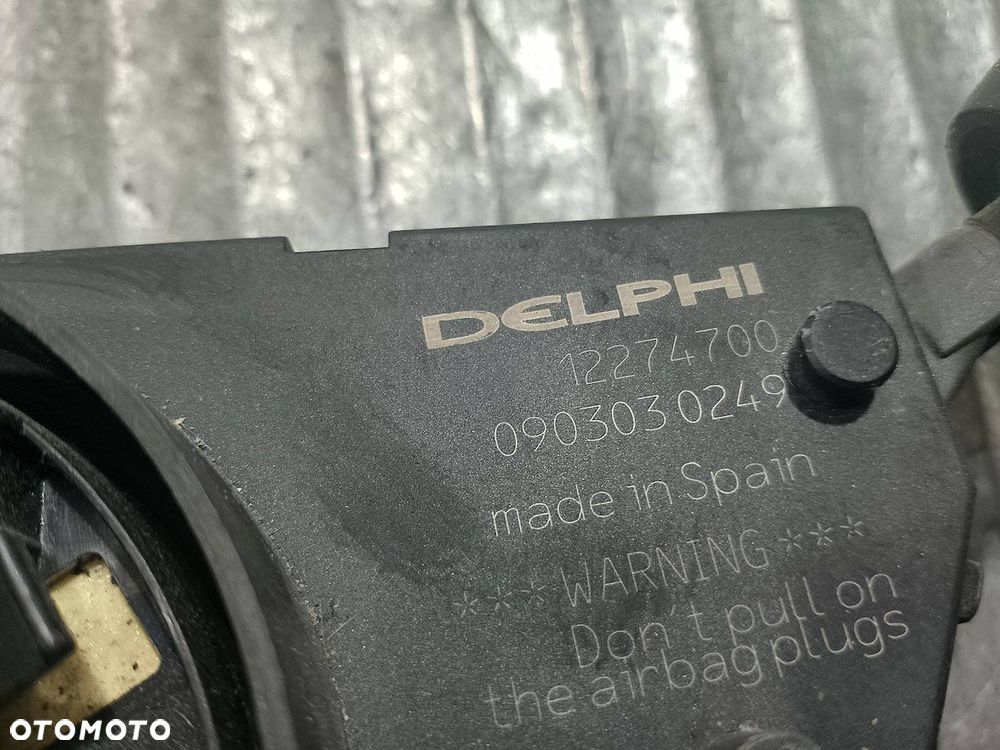 DELPHI
12274700
090303 0249
made in Spain
*** WARNING ***
Don't pull on
the airbag plugs
OTOMOTO